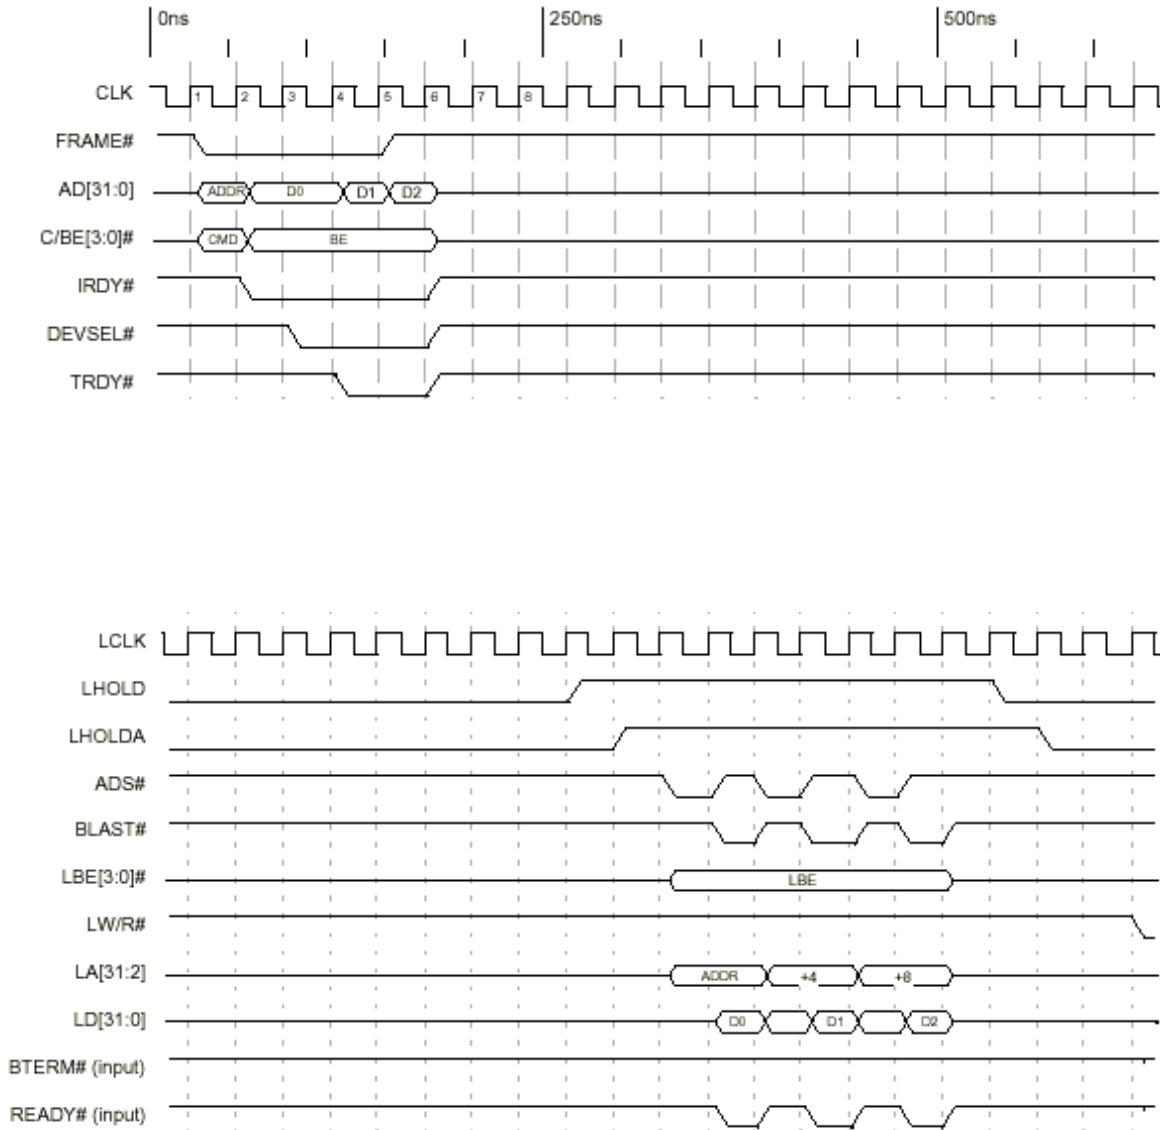 0ns 250ns 500ns
CLK 1 2 3 4 5 6 7 8
FRAME#
AD[31:0] ADDR D0 D1 D2
C/BE[3:0]# CMD BE
IRDY#
DEVSEL#
TRDY#
LCLK
LHOLD
LHOLDA
ADS#
BLAST#
LBE[3:0]# LBE
LW/R#
LA[31:2] ADDR +4 +8
LD[31:0] D0 D1 D2
BTERM# (input)
READY# (input)